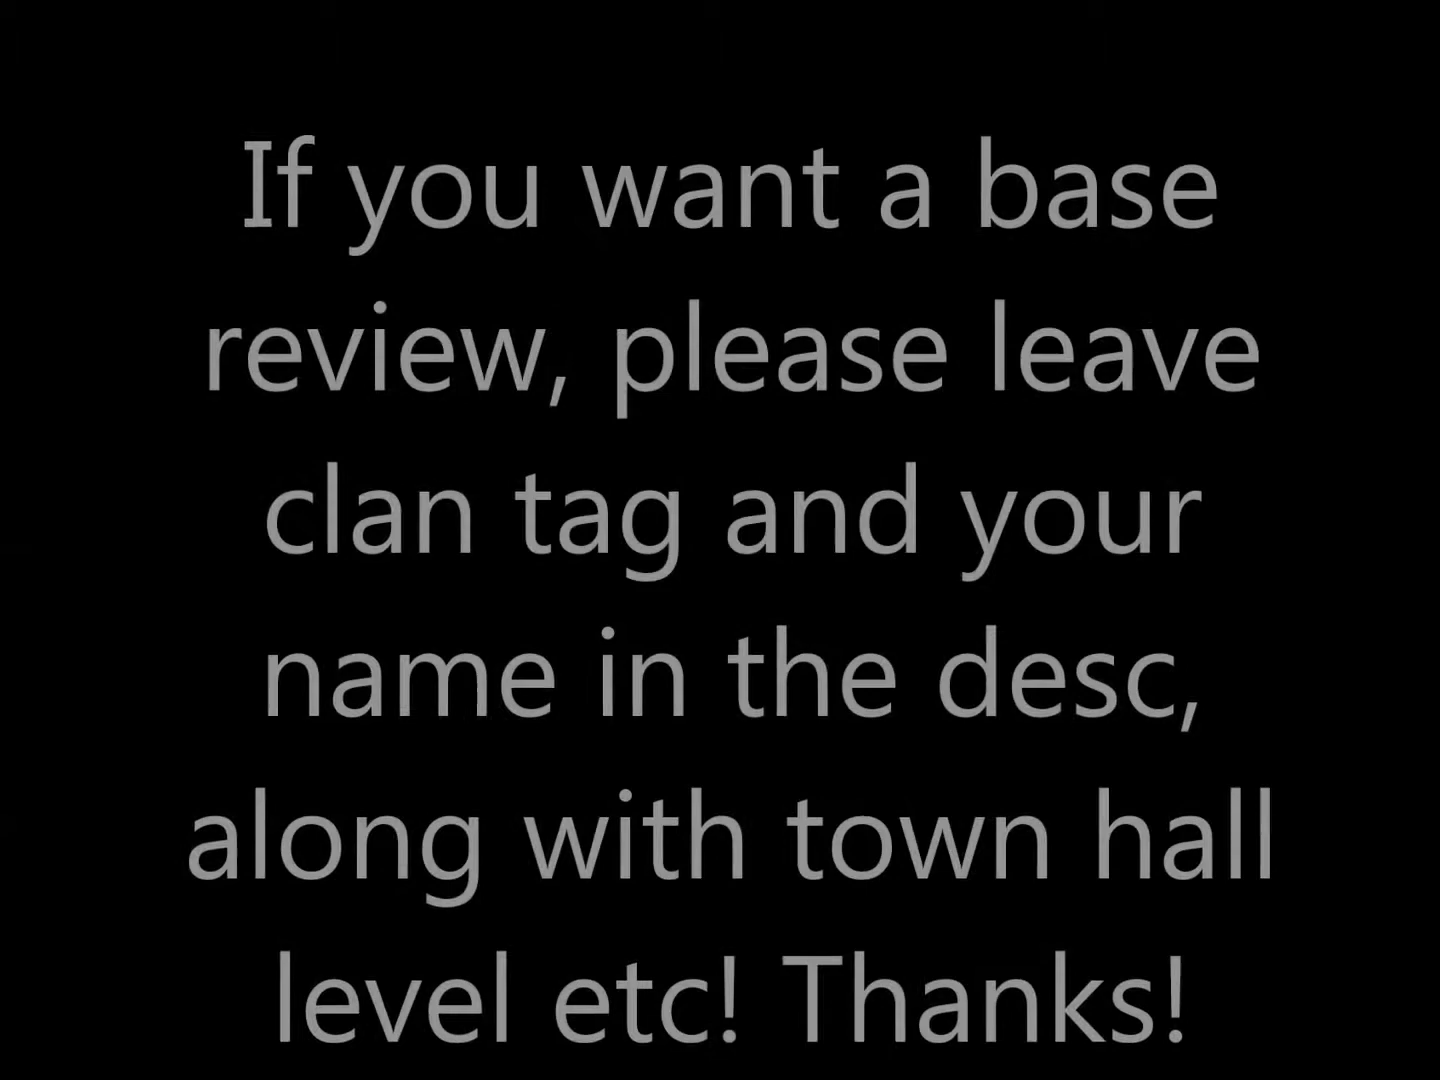 If you want a base
review, please leave
clan tag and your
name in the desc,
along with town hall
level etc! Thanks!